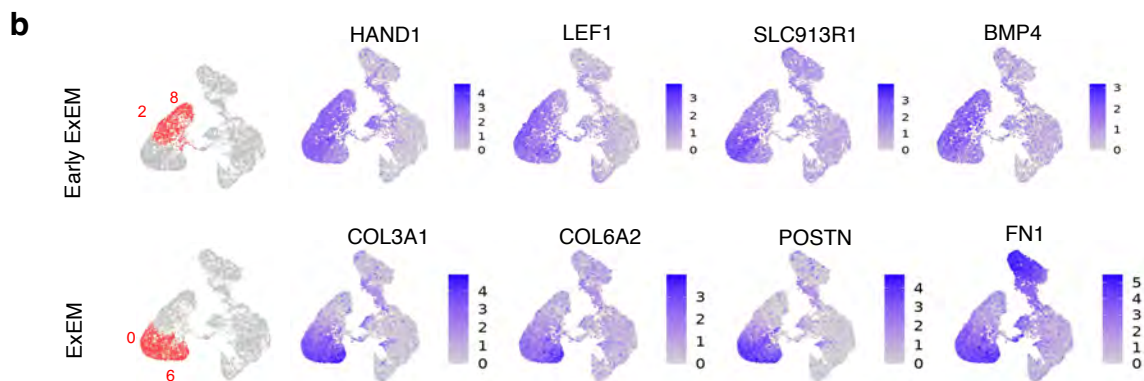 b
HAND1 LEF1 SLC913R1 BMP4
Early ExEM
2 8
4 3 2 1 0
3 2 1 0
3 2 1 0
3 2 1 0
COL3A1 COL6A2 POSTN FN1
ExEM
0 6
4 3 2 1 0
3 2 1 0
4 3 2 1 0
5 4 3 2 1 0